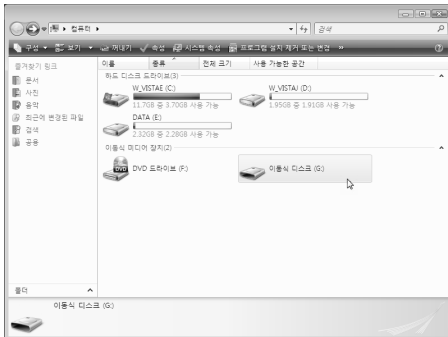 컴퓨터
검색
구성 보기 꺼내기 속성 시스템 속성 프로그램 설치 제거 또는 변경 »
즐겨찾기 링크
문서
사진
음악
최근에 변경된 파일
검색
공용
폴더
이름 종류 전체 크기 사용 가능한 공간
하드 디스크 드라이브(3)
W_VISTAE (C:)
11.7GB 중 3.70GB 사용 가능
W_VISTAJ (D:)
1.95GB 중 1.91GB 사용 가능
DATA (E:)
2.32GB 중 2.28GB 사용 가능
이동식 미디어 장치(2)
DVD
DVD 드라이브 (F:)
이동식 디스크 (G:)
이동식 디스크 (G:)